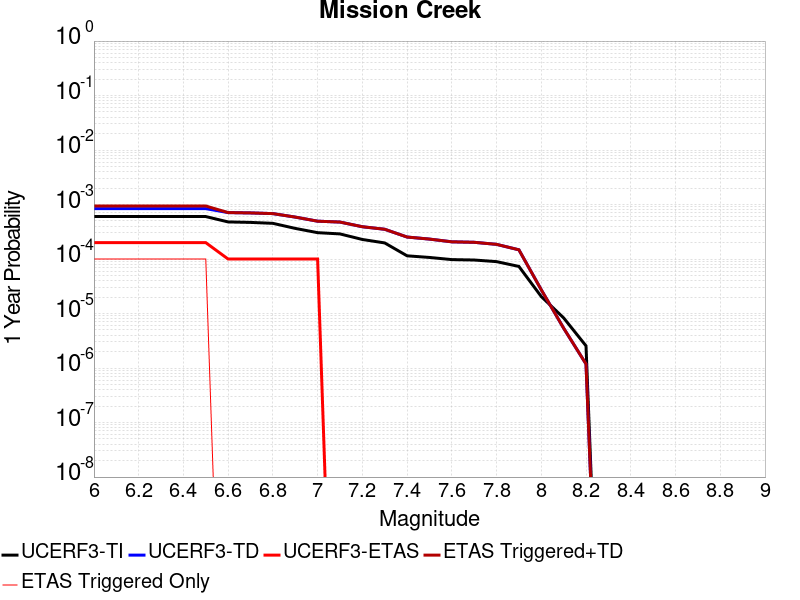 Mission Creek
10^0
10^-1
10^-2
10^-3
10^-4
10^-5
10^-6
10^-7
10^-8
1 Year Probability
6 6.2 6.4 6.6 6.8 7 7.2 7.4 7.6 7.8 8 8.2 8.4 8.6 8.8 9
Magnitude
UCERF3-TI UCERF3-TD UCERF3-ETAS ETAS Triggered+TD
ETAS Triggered Only